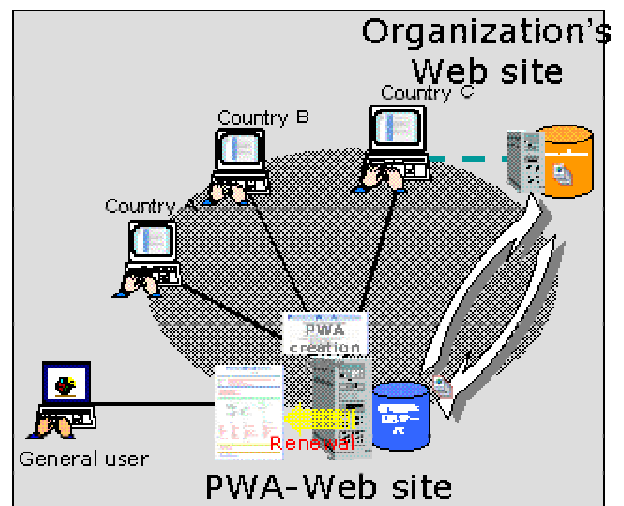 Organization's
Web site
Country C
Country B
Country A
PWA
creation
Renewal
General user
PWA-Web site